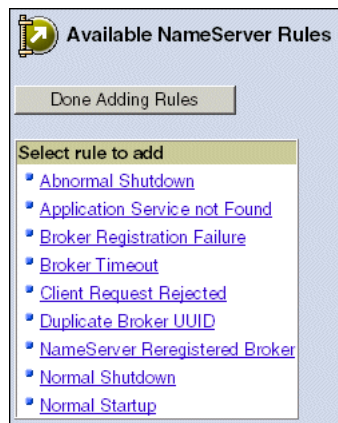 Available NameServer Rules
Done Adding Rules
Select rule to add
Abnormal Shutdown
Application Service not Found
Broker Registration Failure
Broker Timeout
Client Request Rejected
Duplicate Broker UUID
NameServer Reregistered Broker
Normal Shutdown
Normal Startup